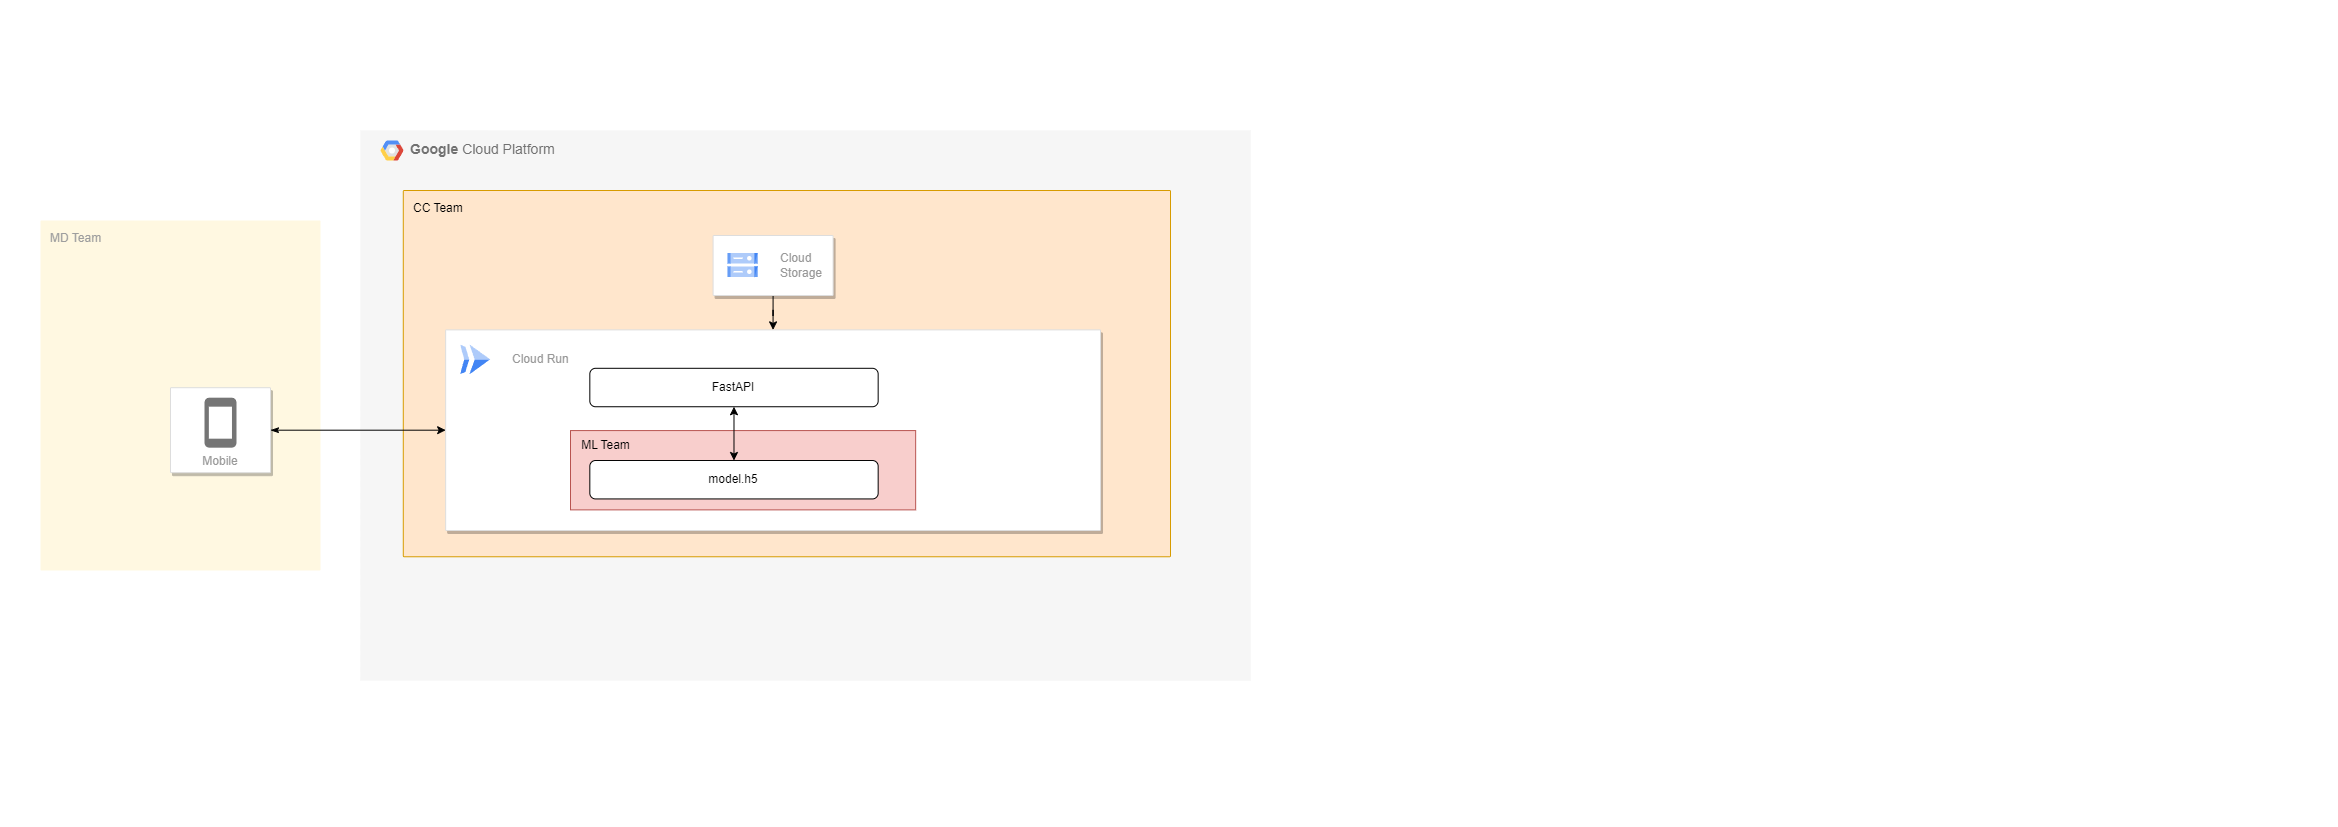 Google Cloud Platform
CC Team
MD Team
Cloud
Storage
Cloud Run
FastAPI
ML Team
Mobile
model.h5